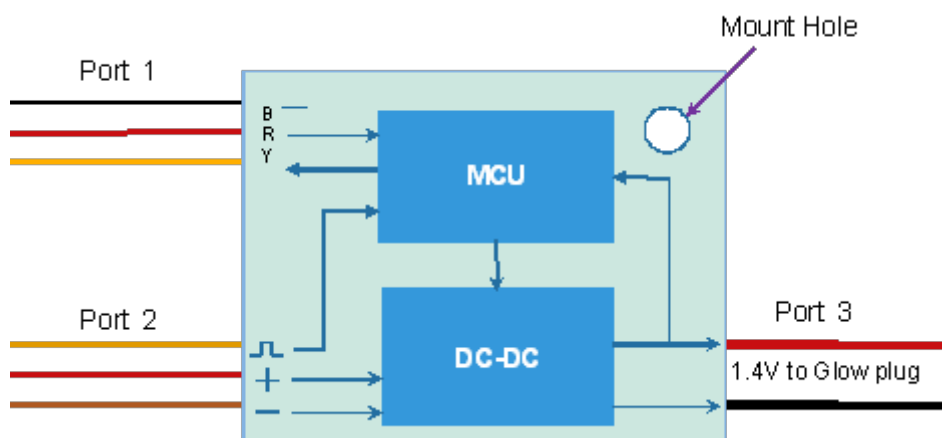 Mount Hole
Port 1
B
R
Y
MCU
Port 2
+
−
DC-DC
Port 3
1.4V to Glow plug